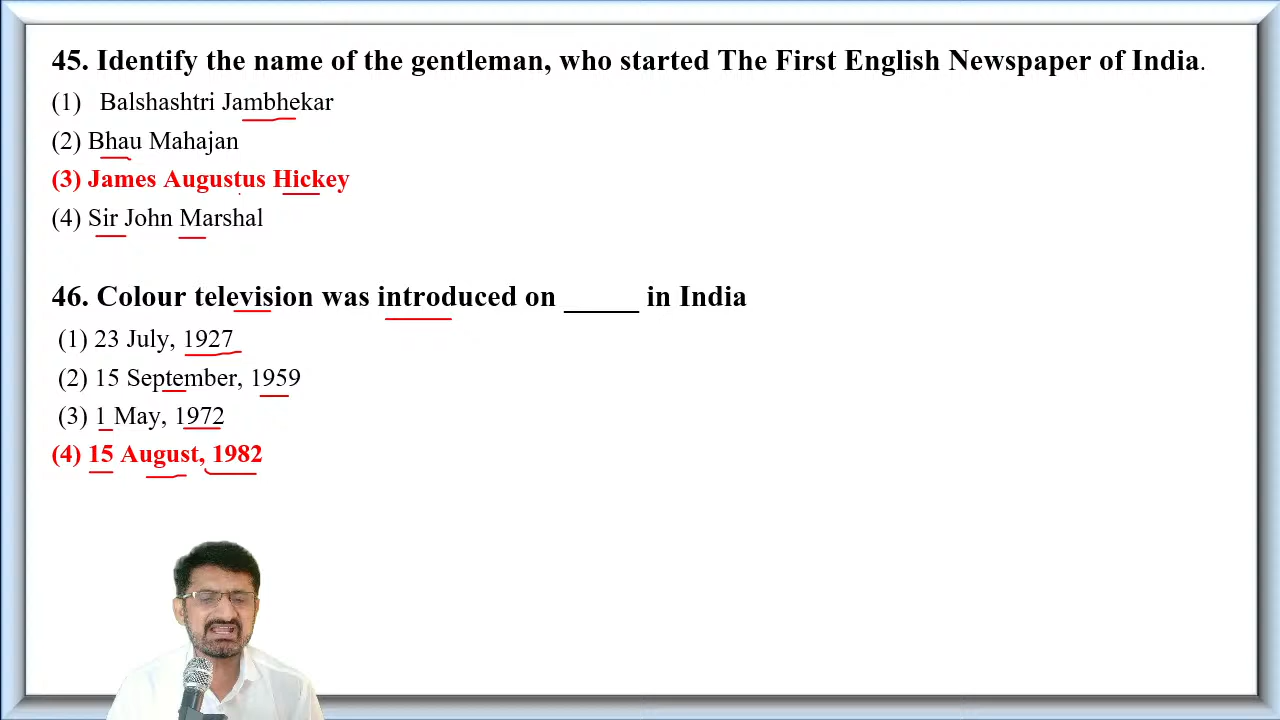 45. Identify the name of the gentleman, who started The First English Newspaper of India.
(1) Balshashtri Jambhekar
(2) Bhau Mahajan
(3) James Augustus Hickey
(4) Sir John Marshal
46. Colour television was introduced on _____ in India
(1) 23 July, 1927
(2) 15 September, 1959
(3) 1 May, 1972
(4) 15 August, 1982